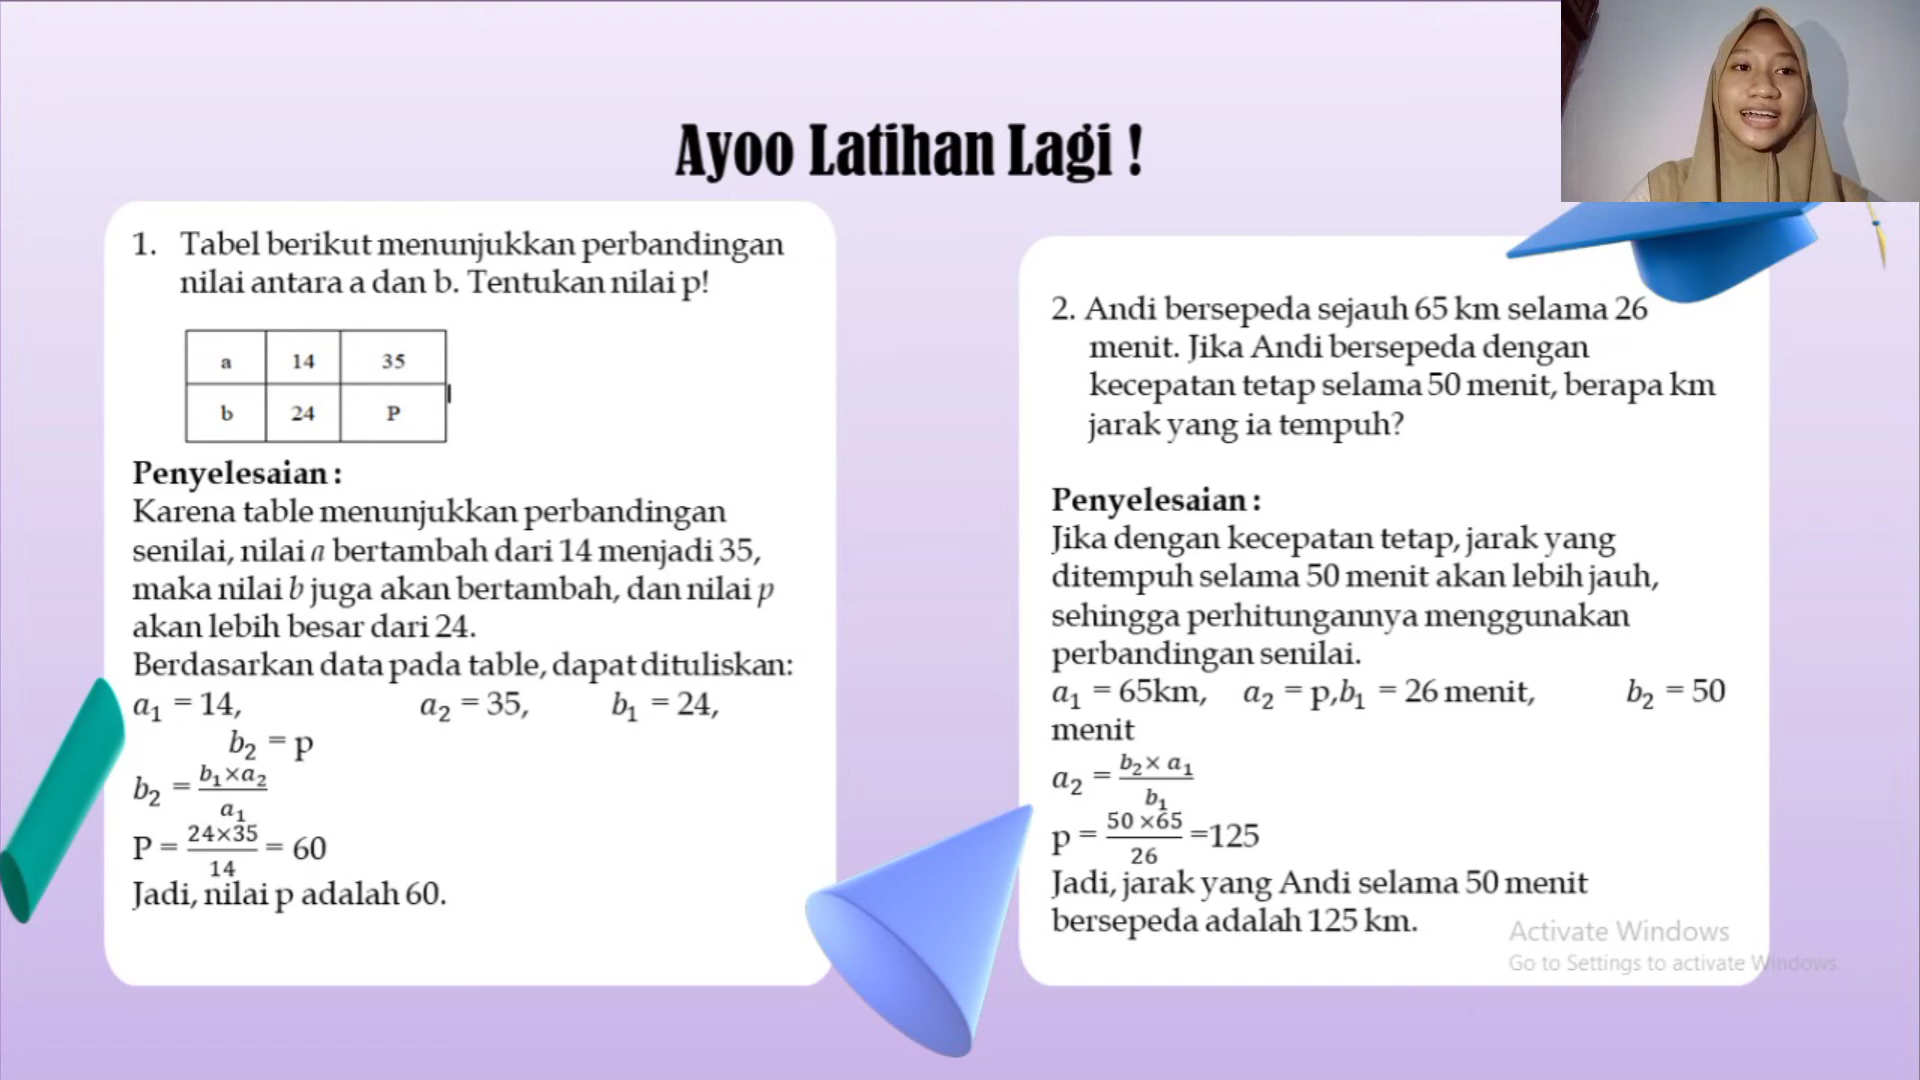 Ayoo Latihan Lagi !
1. Tabel berikut menunjukkan perbandingan
nilai antara a dan b. Tentukan nilai p!
a 14 35
b 24 P
Penyelesaian :
Karena table menunjukkan perbandingan
senilai, nilai a bertambah dari 14 menjadi 35,
maka nilai b juga akan bertambah, dan nilai p
akan lebih besar dari 24.
Berdasarkan data pada table, dapat dituliskan:
a₁ = 14, a₂ = 35, b₁ = 24,
b₂ = p
b₂ = b₁×a₂/a₁
P = 24×35/14 = 60
Jadi, nilai p adalah 60.
2. Andi bersepeda sejauh 65 km selama 26
menit. Jika Andi bersepeda dengan
kecepatan tetap selama 50 menit, berapa km
jarak yang ia tempuh?
Penyelesaian :
Jika dengan kecepatan tetap, jarak yang
ditempuh selama 50 menit akan lebih jauh,
sehingga perhitungannya menggunakan
perbandingan senilai.
a₁ = 65km, a₂ = p,b₁ = 26 menit, b₂ = 50
menit
a₂ = b₂× a₁/b₁
p = 50 ×65/26 =125
Jadi, jarak yang Andi selama 50 menit
bersepeda adalah 125 km.
Activate Windows
Go to Settings to activate Windows.